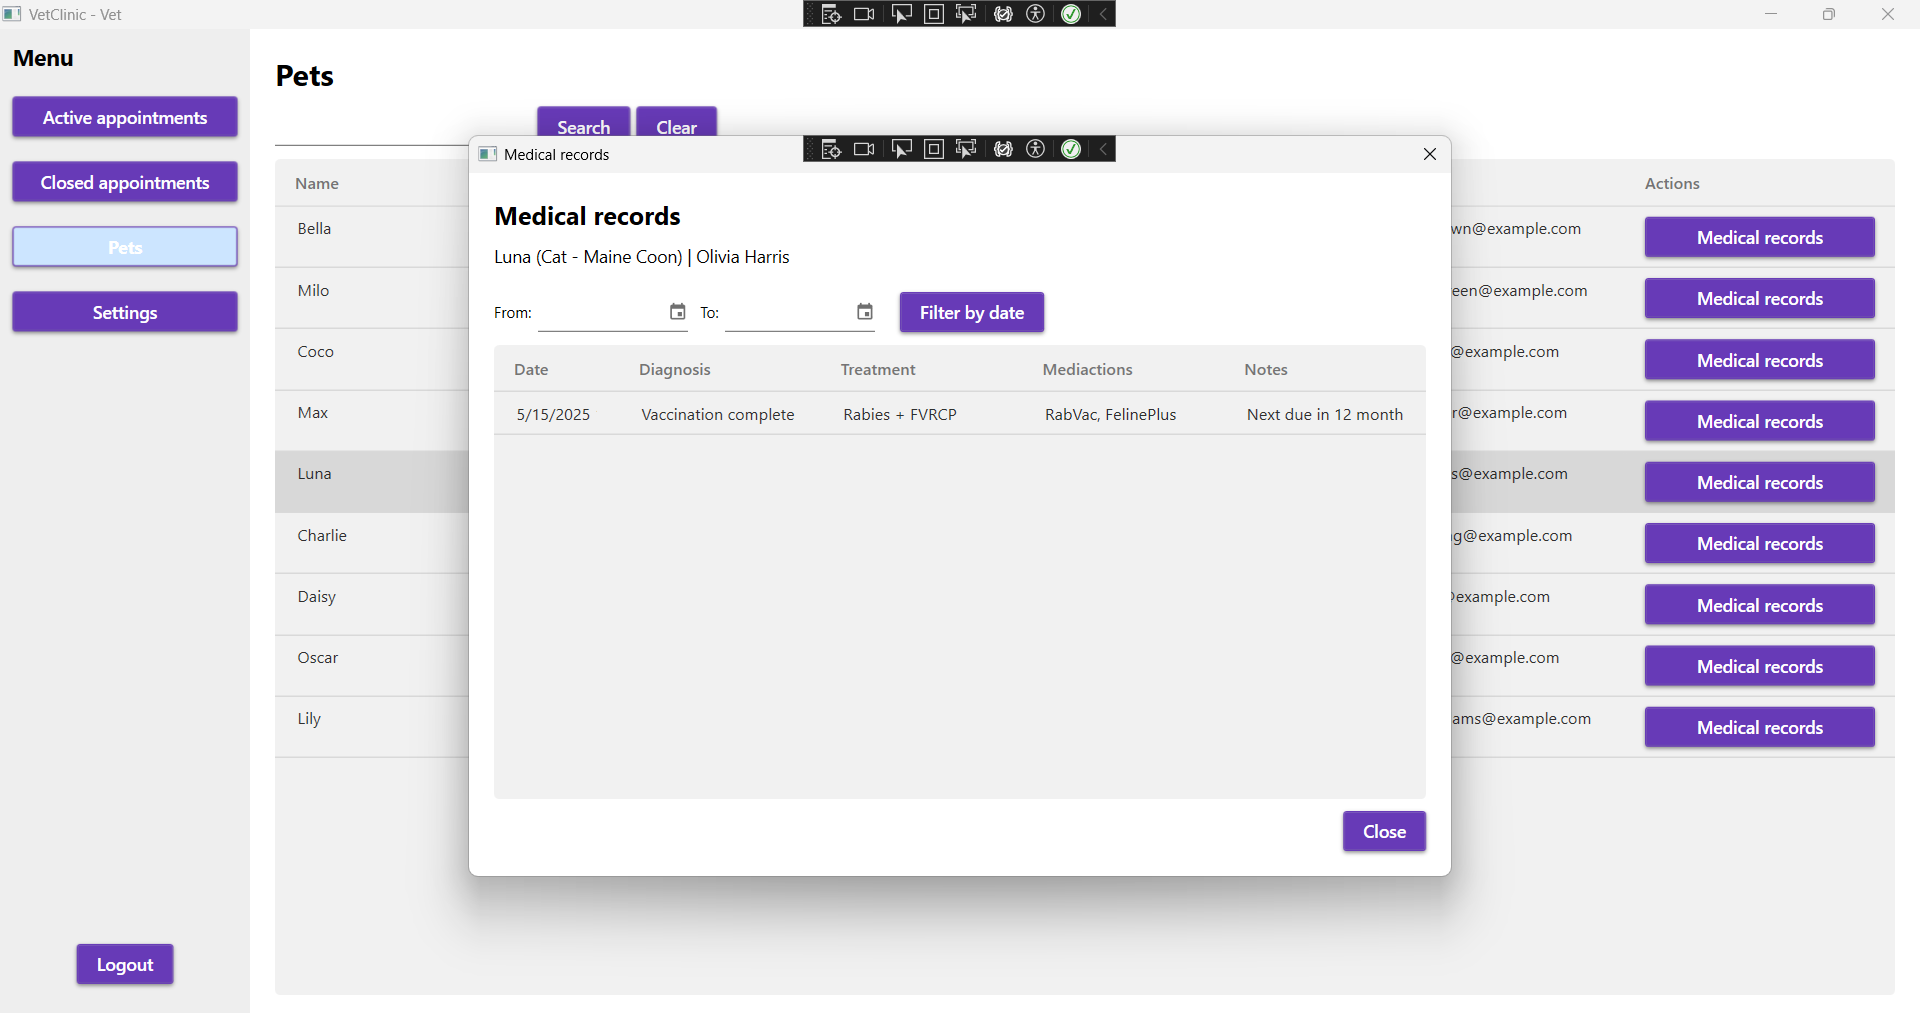 VetClinic - Vet
Menu
Active appointments
Closed appointments
Pets
Settings
Logout
Pets
Search Clear
Name Actions
Bella wn@example.com Medical records
Milo een@example.com Medical records
Coco @example.com Medical records
Max r@example.com Medical records
Luna s@example.com Medical records
Charlie g@example.com Medical records
Daisy example.com Medical records
Oscar @example.com Medical records
Lily ams@example.com Medical records
Medical records
Medical records
Luna (Cat - Maine Coon) | Olivia Harris
From: To: Filter by date
Date Diagnosis Treatment Mediactions Notes
5/15/2025 Vaccination complete Rabies + FVRCP RabVac, FelinePlus Next due in 12 month
Close